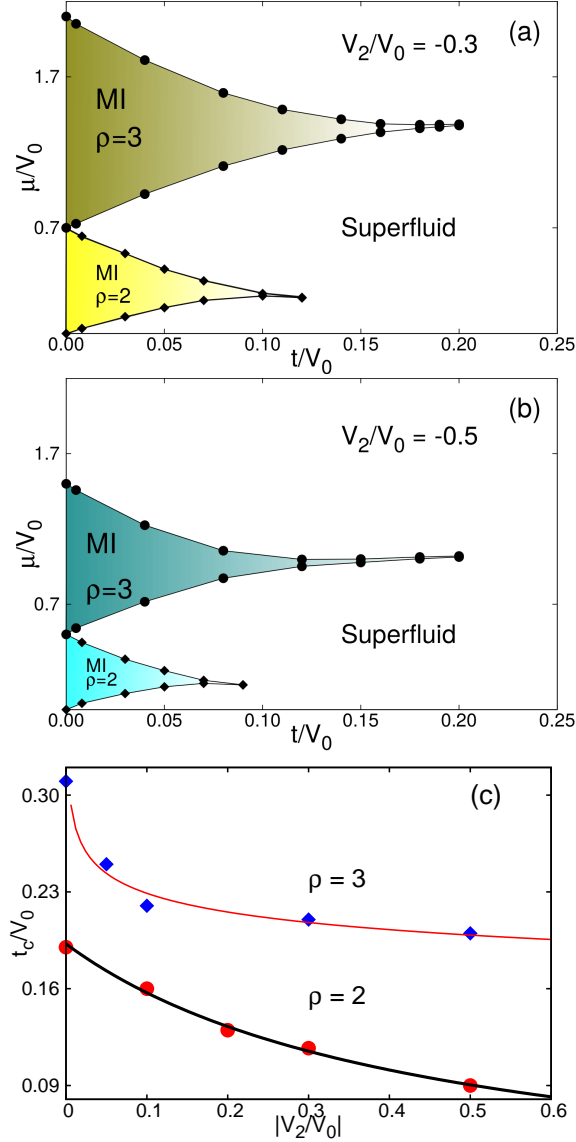 (a)
V2/V0 = -0.3
1.7
MI
ρ=3
μ/V0
0.7
Superfluid
MI
ρ=2
0.00 0.05 0.10 0.15 0.20 0.25
t/V0
(b)
V2/V0 = -0.5
1.7
MI
μ/V0
ρ=3
0.7
Superfluid
MI
ρ=2
0.00 0.05 0.10 0.15 0.20 0.25
t/V0
(c)
0.30
ρ = 3
0.23
tc/V0
ρ = 2
0.16
0.09
0 0.1 0.2 0.3 0.4 0.5 0.6
|V2/V0|